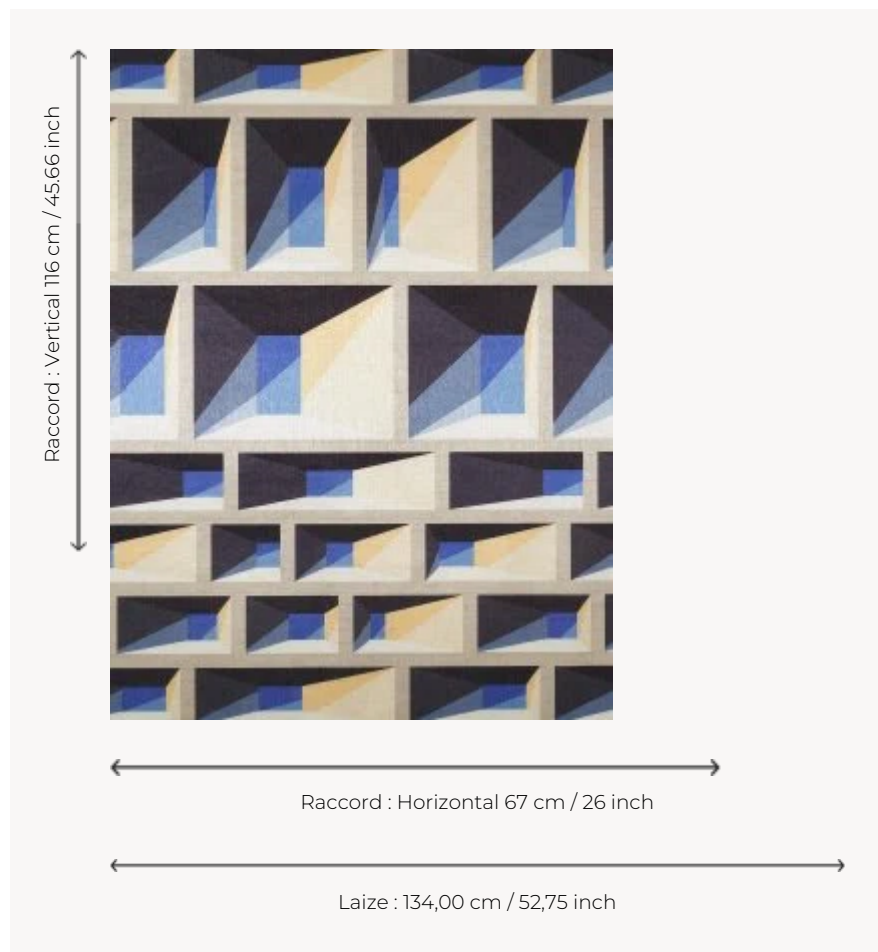 Raccord : Vertical 116 cm / 45.66 inch
Raccord : Horizontal 67 cm / 26 inch
Laize : 134,00 cm / 52,75 inch